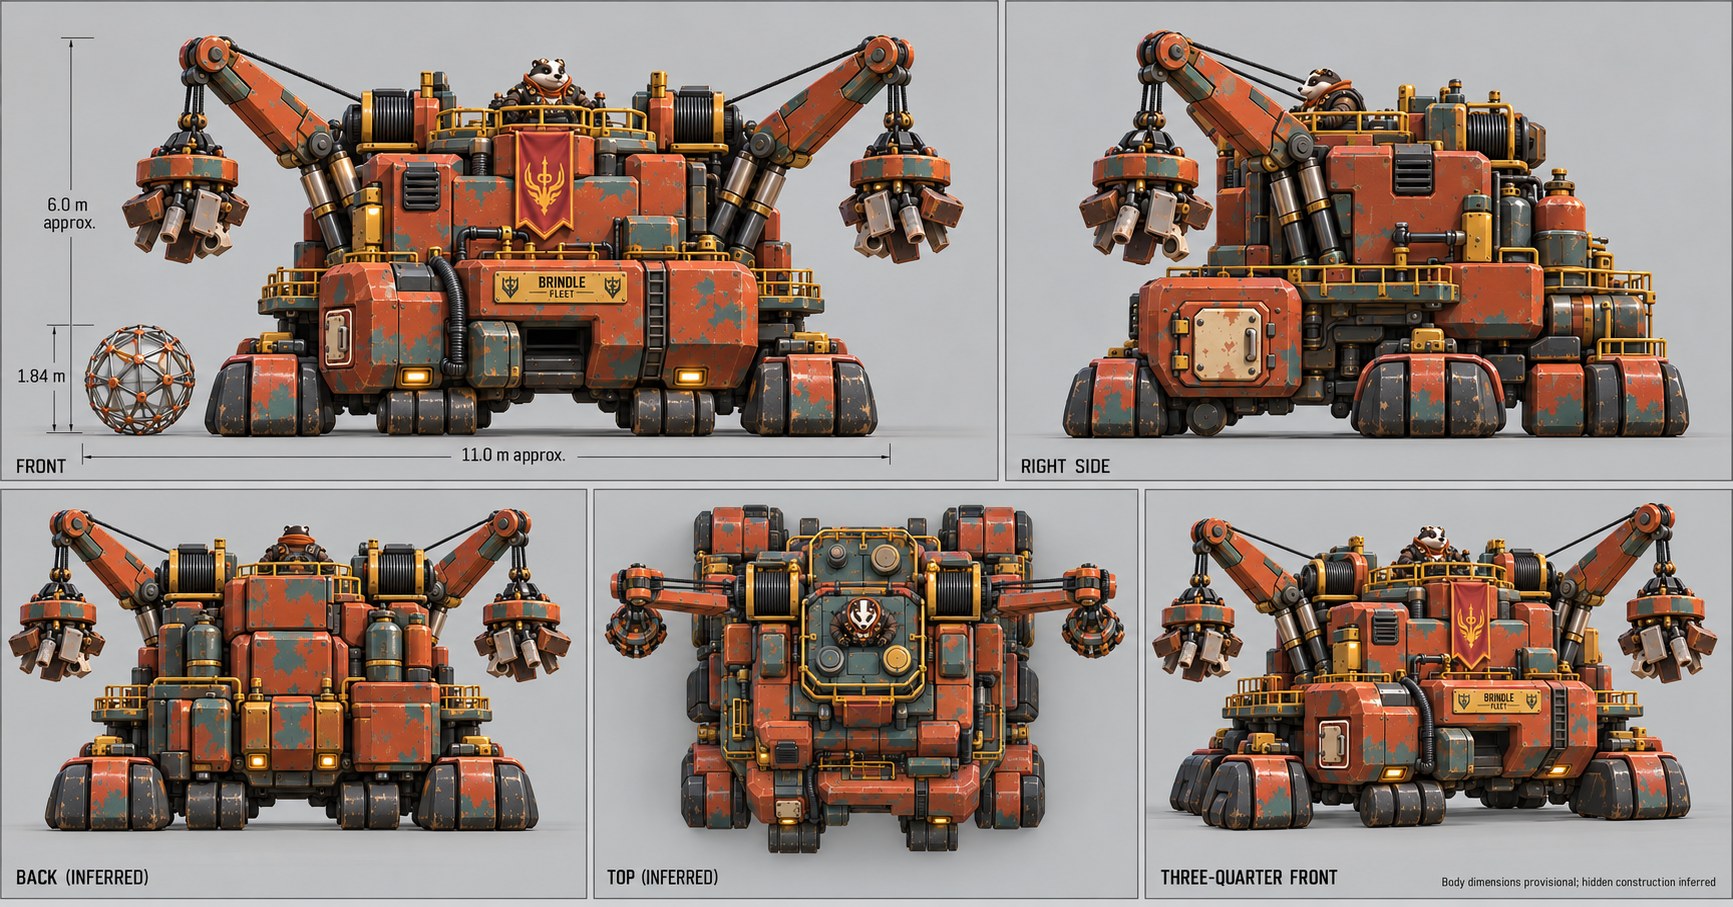 6.0 m
approx.
1.84 m
BRINDLE
FLEET
11.0 m approx.
FRONT
RIGHT SIDE
BACK (INFERRED)
TOP (INFERRED)
BRINDLE
FLEET
THREE-QUARTER FRONT
Body dimensions provisional; hidden construction inferred